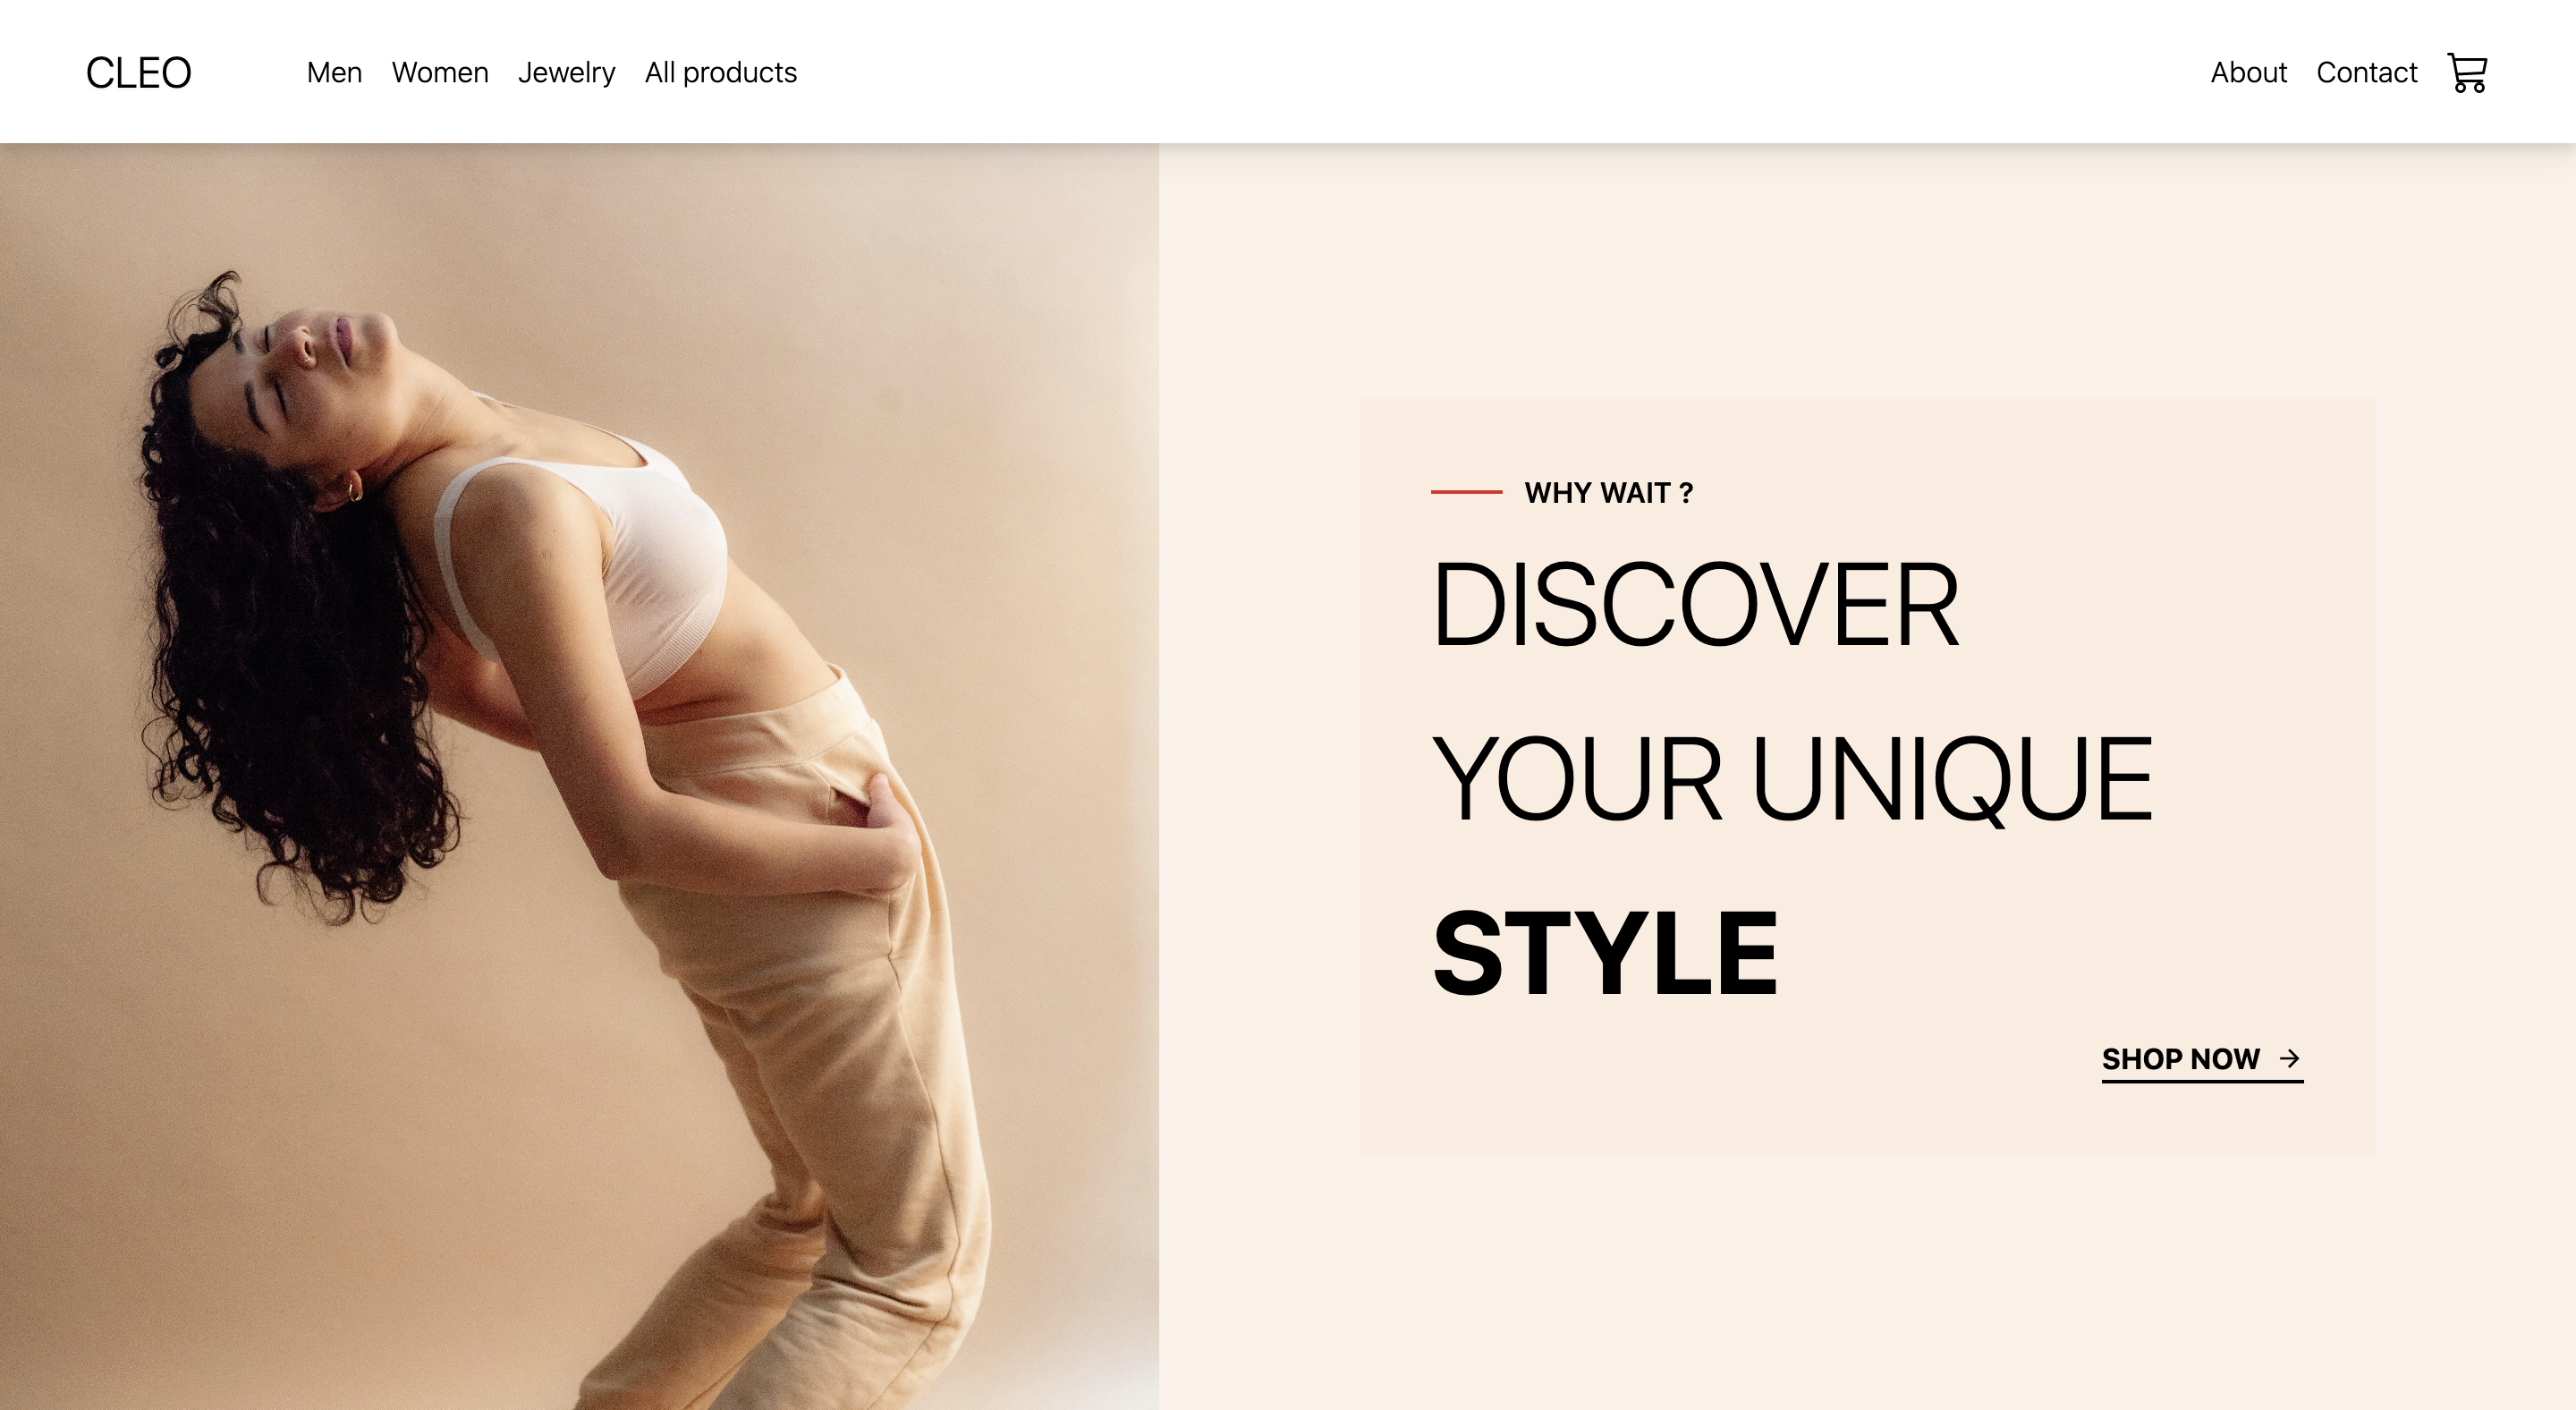 CLEO
Men Women Jewelry All products
About Contact
WHY WAIT ?
DISCOVER
YOUR UNIQUE
STYLE
SHOP NOW →